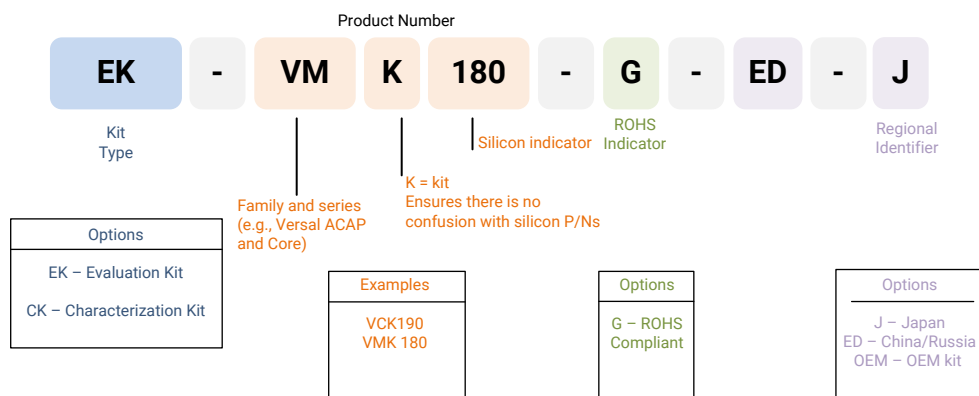 Product Number
EK - VM K 180 - G - ED - J
Kit
Type
Silicon indicator
ROHS
Indicator
Regional
Identifier
K = kit
Ensures there is no
confusion with silicon P/Ns
Family and series
(e.g., Versal ACAP
and Core)
Options
EK – Evaluation Kit
CK – Characterization Kit
Examples
VCK190
VMK 180
Options
G – ROHS
Compliant
Options
J – Japan
ED – China/Russia
OEM – OEM kit